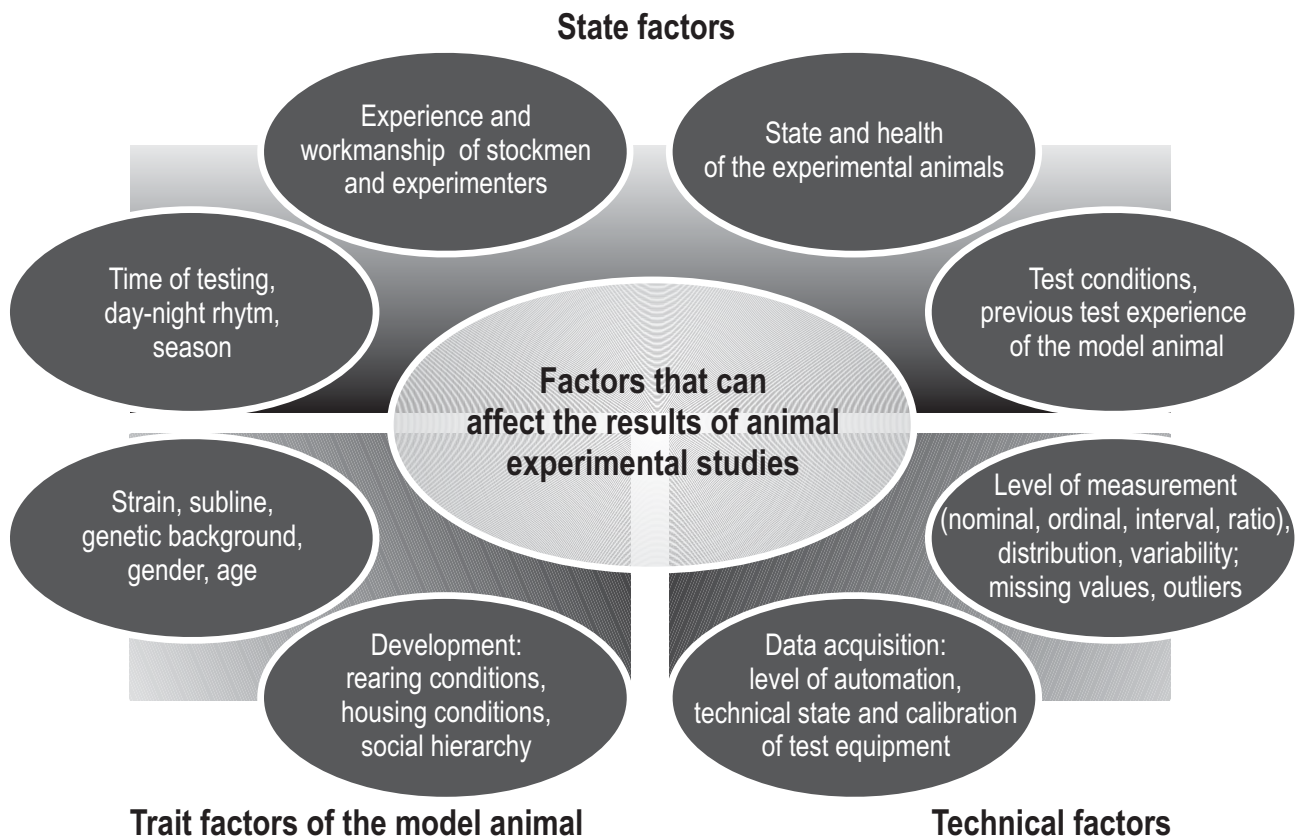 State factors
Experience and
workmanship of stockmen
and experimenters
State and health
of the experimental animals
Time of testing,
day-night rhytm,
season
Test conditions,
previous test experience
of the model animal
Factors that can
affect the results of animal
experimental studies
Strain, subline,
genetic background,
gender, age
Level of measurement
(nominal, ordinal, interval, ratio),
distribution, variability;
missing values, outliers
Development:
rearing conditions,
housing conditions,
social hierarchy
Data acquisition:
level of automation,
technical state and calibration
of test equipment
Trait factors of the model animal
Technical factors